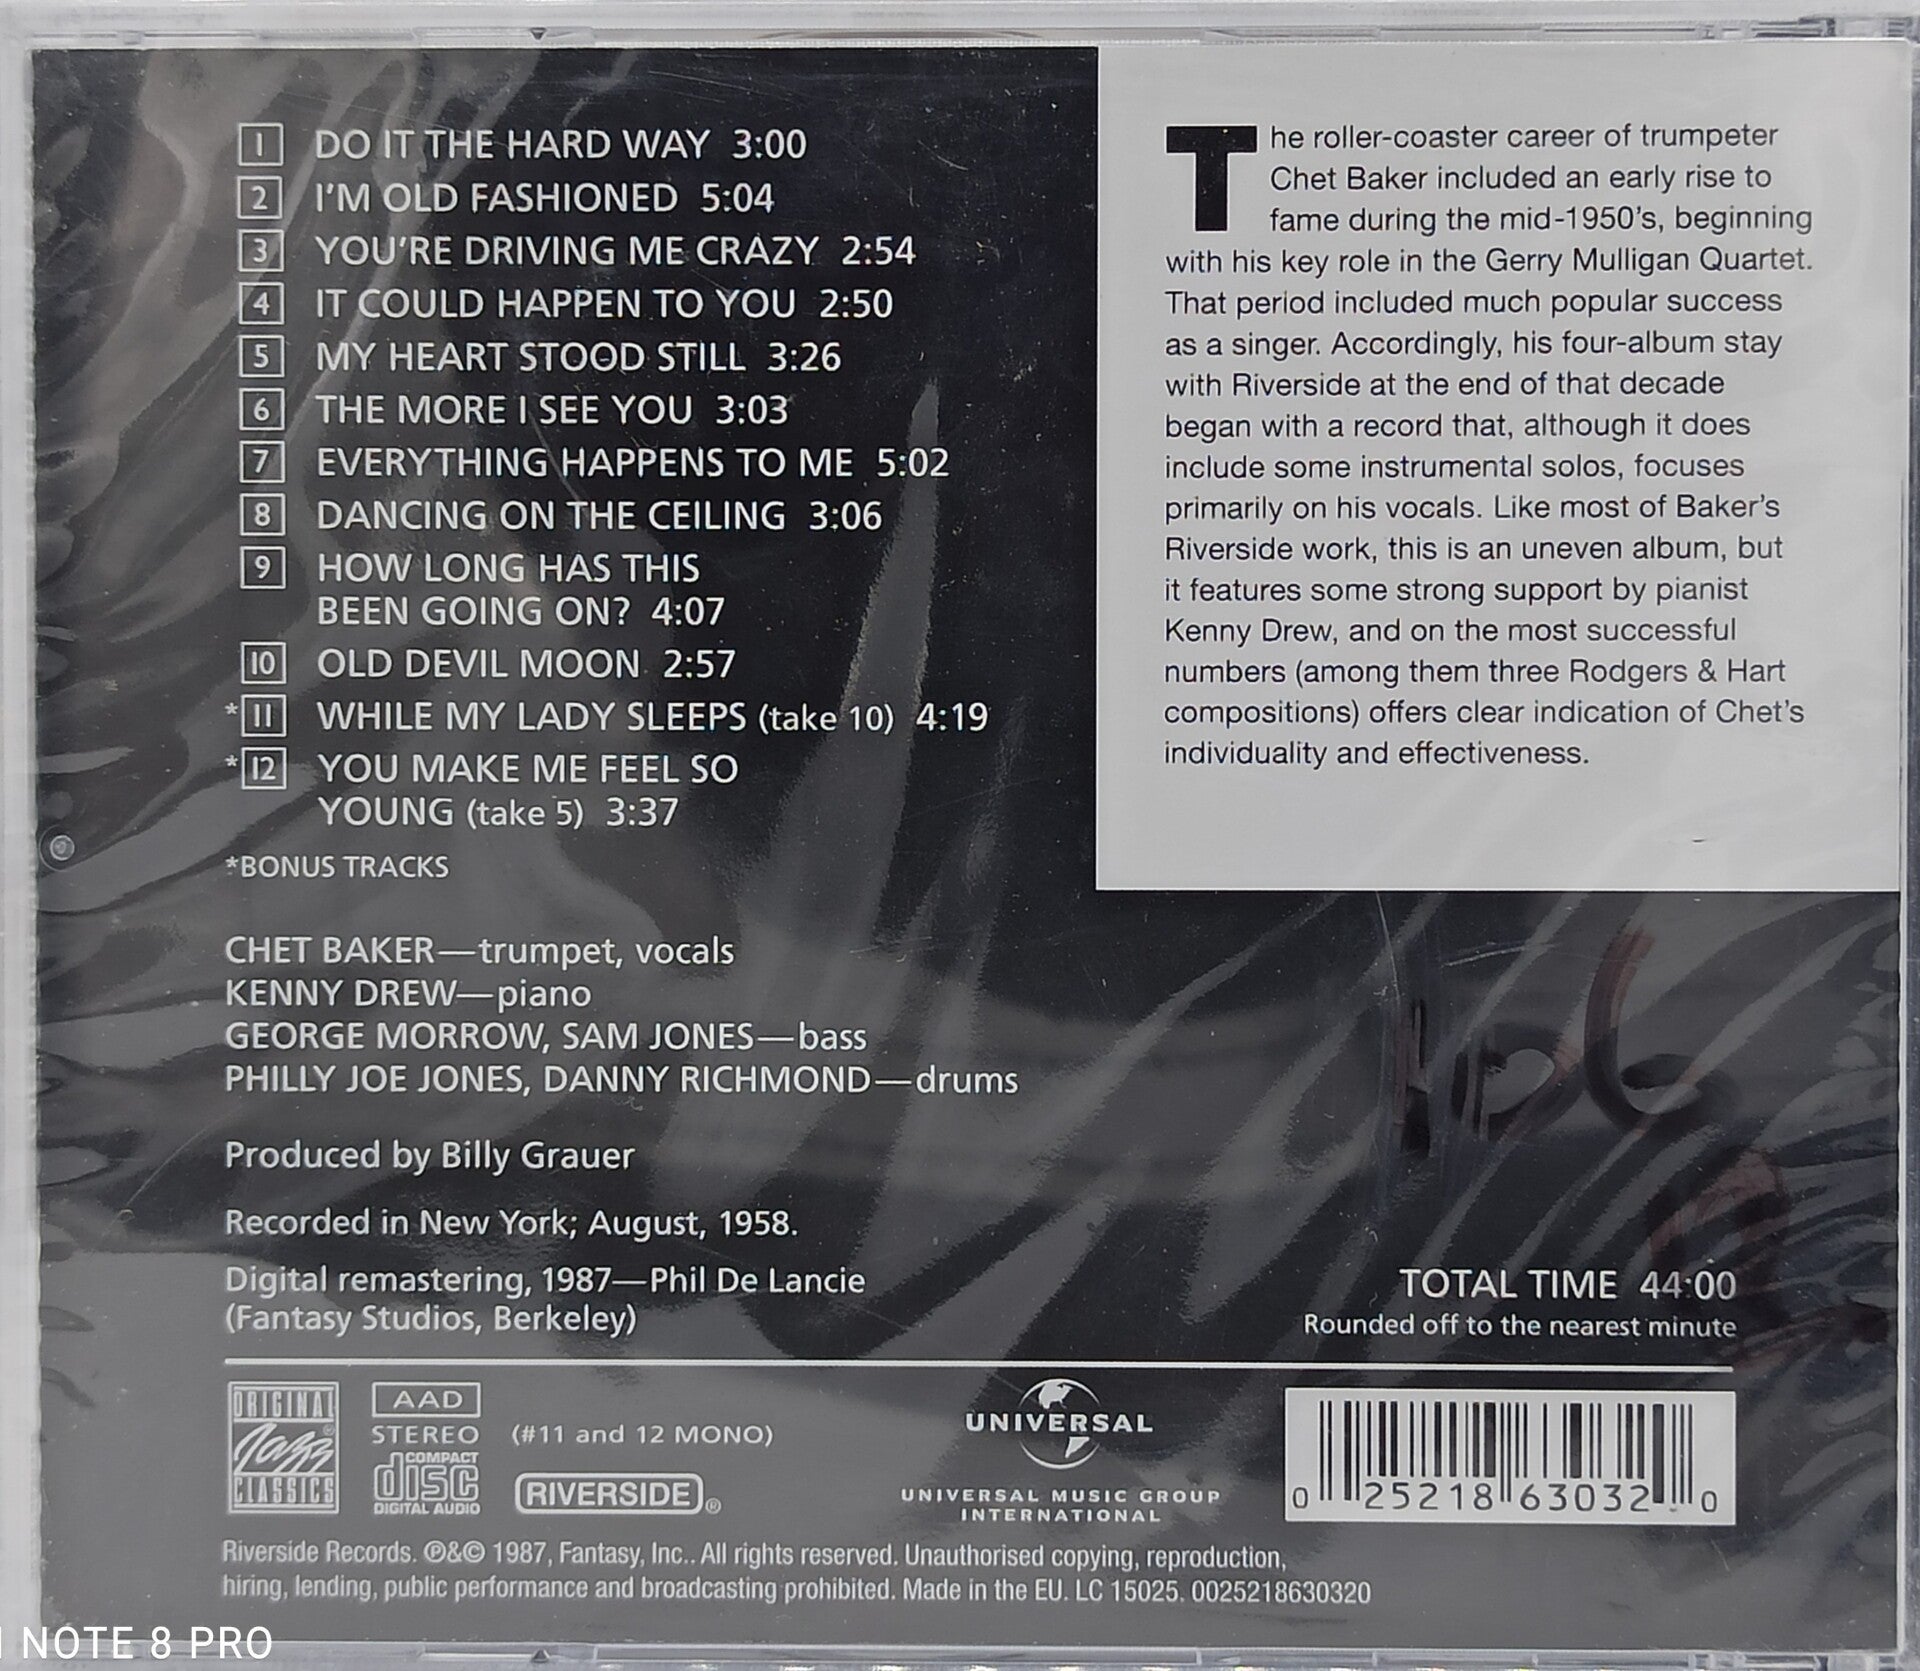 1 DO IT THE HARD WAY 3:00
2 I'M OLD FASHIONED 5:04
3 YOU'RE DRIVING ME CRAZY 2:54
4 IT COULD HAPPEN TO YOU 2:50
5 MY HEART STOOD STILL 3:26
6 THE MORE I SEE YOU 3:03
7 EVERYTHING HAPPENS TO ME 5:02
8 DANCING ON THE CEILING 3:06
9 HOW LONG HAS THIS
BEEN GOING ON? 4:07
10 OLD DEVIL MOON 2:57
*11 WHILE MY LADY SLEEPS (take 10) 4:19
*12 YOU MAKE ME FEEL SO
YOUNG (take 5) 3:37
*BONUS TRACKS
CHET BAKER—trumpet, vocals
KENNY DREW—piano
GEORGE MORROW, SAM JONES—bass
PHILLY JOE JONES, DANNY RICHMOND—drums
Produced by Billy Grauer
Recorded in New York; August, 1958.
Digital remastering, 1987—Phil De Lancie
(Fantasy Studios, Berkeley)
The roller-coaster career of trumpeter
Chet Baker included an early rise to
fame during the mid-1950's, beginning
with his key role in the Gerry Mulligan Quartet.
That period included much popular success
as a singer. Accordingly, his four-album stay
with Riverside at the end of that decade
began with a record that, although it does
include some instrumental solos, focuses
primarily on his vocals. Like most of Baker's
Riverside work, this is an uneven album, but
it features some strong support by pianist
Kenny Drew, and on the most successful
numbers (among them three Rodgers & Hart
compositions) offers clear indication of Chet's
individuality and effectiveness.
TOTAL TIME 44:00
Rounded off to the nearest minute
ORIGINAL
Jazz®
CLASSICS
AAD
STEREO (#11 and 12 MONO)
COMPACT
disc
DIGITAL AUDIO
RIVERSIDE®
UNIVERSAL
UNIVERSAL MUSIC GROUP
INTERNATIONAL
0 25218 63032 0
Riverside Records. ℗&© 1987, Fantasy, Inc.. All rights reserved. Unauthorised copying, reproduction,
hiring, lending, public performance and broadcasting prohibited. Made in the EU. LC 15025. 0025218630320
NOTE 8 PRO